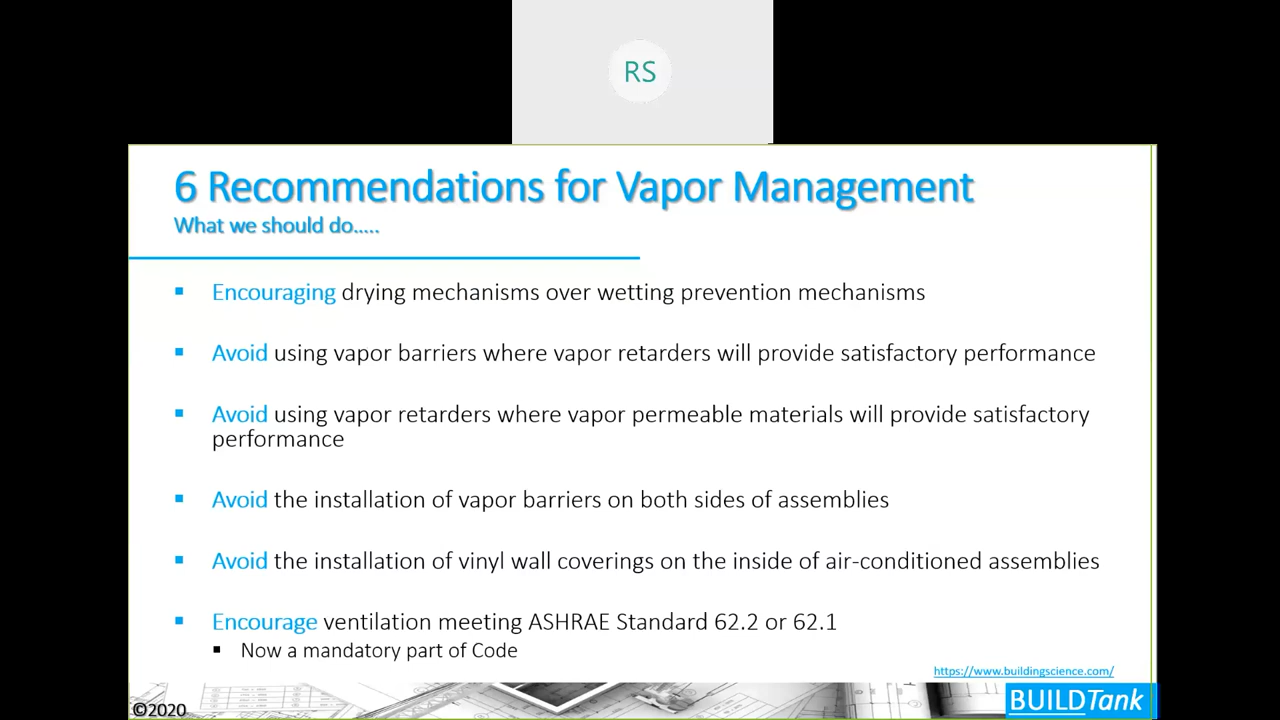 RS
6 Recommendations for Vapor Management
What we should do.....
▪ Encouraging drying mechanisms over wetting prevention mechanisms
▪ Avoid using vapor barriers where vapor retarders will provide satisfactory performance
▪ Avoid using vapor retarders where vapor permeable materials will provide satisfactory
performance
▪ Avoid the installation of vapor barriers on both sides of assemblies
▪ Avoid the installation of vinyl wall coverings on the inside of air-conditioned assemblies
▪ Encourage ventilation meeting ASHRAE Standard 62.2 or 62.1
▪ Now a mandatory part of Code
https://www.buildingscience.com/
BUILDTank
©2020